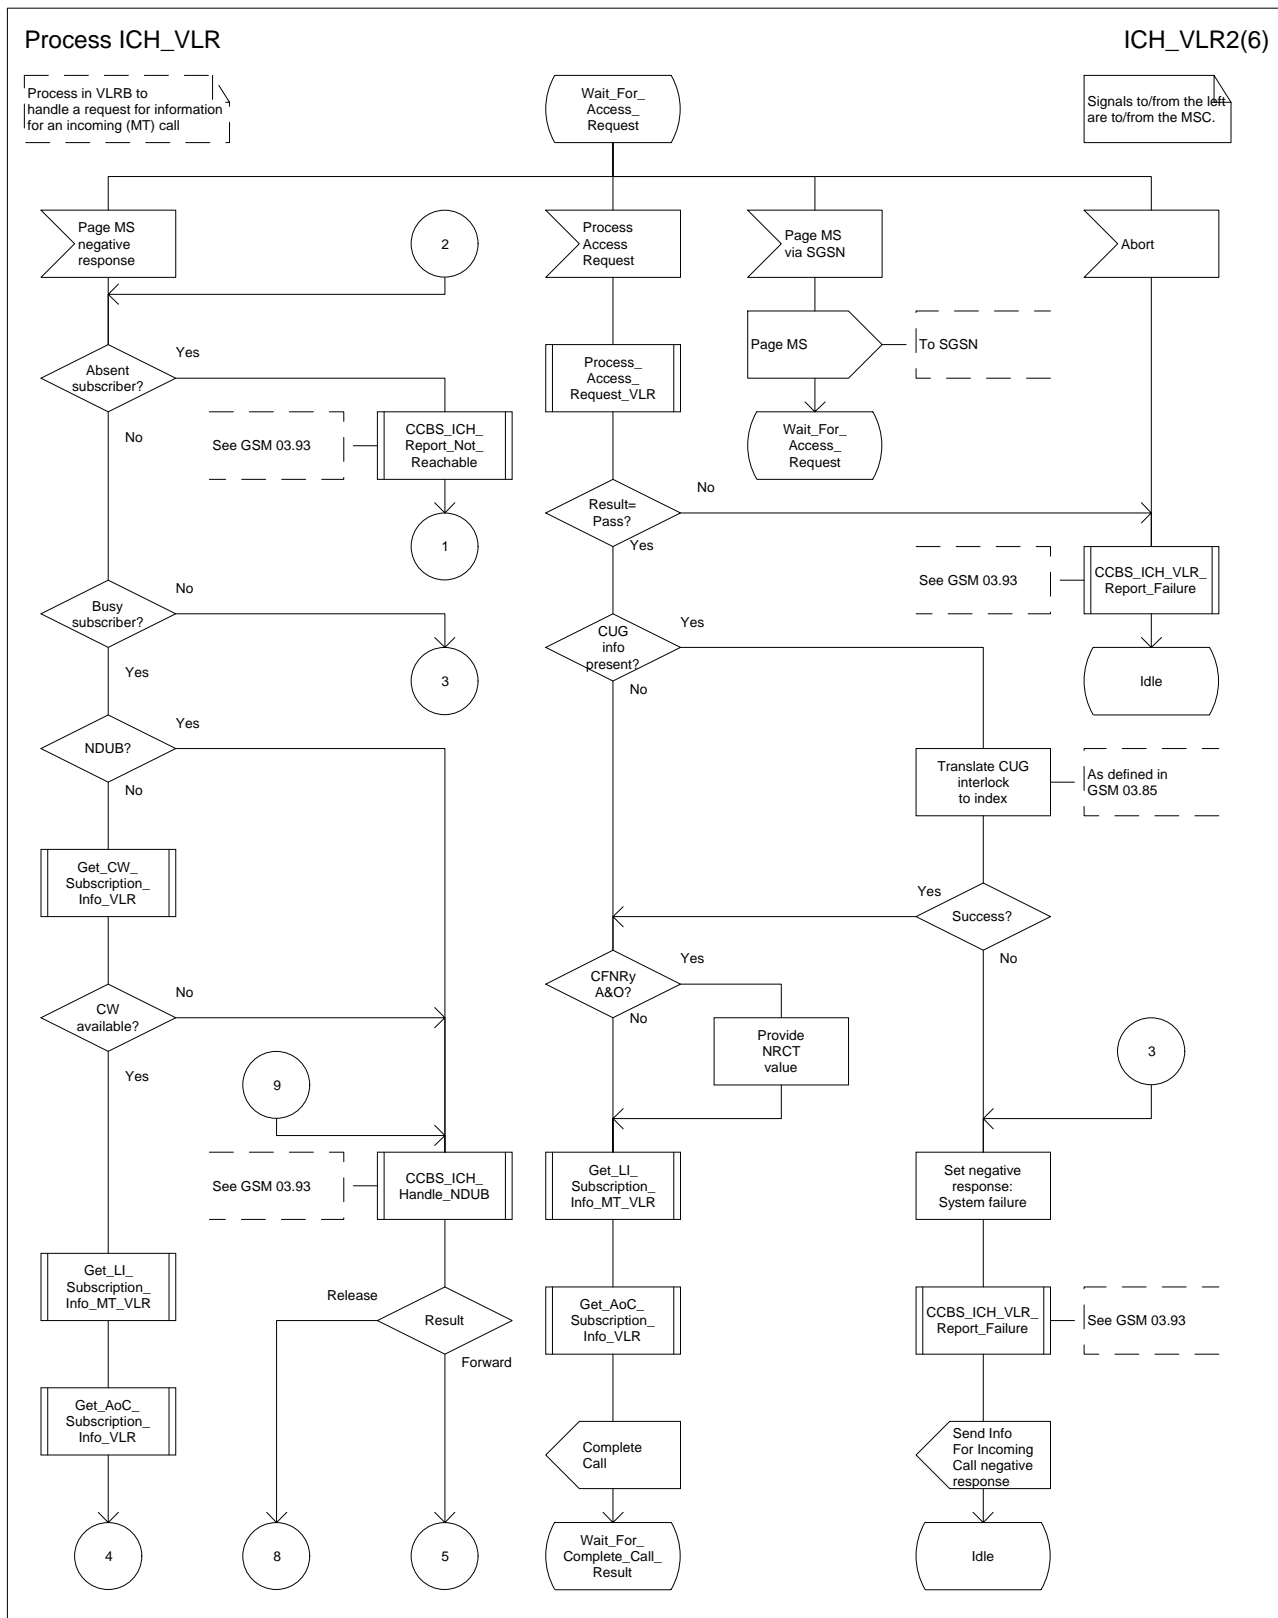 Process ICH_VLR
ICH_VLR2(6)
Process in VLRB to
handle a request for information
for an incoming (MT) call
Wait_For_
Access_
Request
Signals to/from the left
are to/from the MSC.
Page MS
negative
response
2
Process
Access
Request
Page MS
via SGSN
Abort
Page MS
To SGSN
Yes
Absent
subscriber?
No
Process_
Access_
Request_VLR
See GSM 03.93
CCBS_ICH_
Report_Not_
Reachable
Wait_For_
Access_
Request
1
Result=
Pass?
No
Yes
See GSM 03.93
CCBS_ICH_VLR_
Report_Failure
Idle
No
Busy
subscriber?
Yes
3
CUG
info
present?
Yes
No
Yes
NDUB?
No
Translate CUG
interlock
to index
As defined in
GSM 03.85
Get_CW_
Subscription_
Info_VLR
Yes
Success?
No
No
CW
available?
Yes
CFNRy
A&O?
Yes
No
Provide
NRCT
value
3
9
See GSM 03.93
CCBS_ICH_
Handle_NDUB
Get_LI_
Subscription_
Info_MT_VLR
Set negative
response:
System failure
Get_LI_
Subscription_
Info_MT_VLR
Release
Result
Forward
Get_AoC_
Subscription_
Info_VLR
CCBS_ICH_VLR_
Report_Failure
See GSM 03.93
Get_AoC_
Subscription_
Info_VLR
Complete
Call
Send Info
For Incoming
Call negative
response
4
8
5
Wait_For_
Complete_Call_
Result
Idle